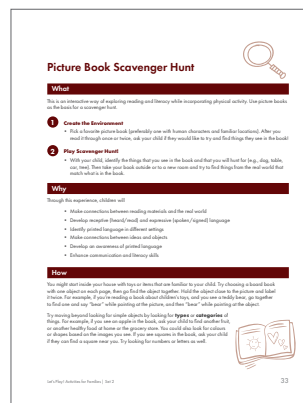 Picture Book Scavenger Hunt
What
This is an interactive way of exploring reading and literacy while incorporating physical activity. Use picture books
as the basis for a scavenger hunt.
1 Create the Environment
• Pick a favorite picture book (preferably one with human characters and familiar locations). After you
read it through once or twice, ask your child if they would like to try and find things they see in the book!
2 Play Scavenger Hunt!
• With your child, identify the things that you see in the book and that you will hunt for (e.g., dog, table,
car, tree). Then take your book outside or to a new room and try to find things from the real world that
match what is in the book.
Why
Through this experience, children will
• Make connections between reading materials and the real world
• Develop receptive (heard/read) and expressive (spoken/signed) language
• Identify printed language in different settings
• Make connections between ideas and objects
• Develop an awareness of printed language
• Enhance communication and literacy skills
How
You might start inside your house with toys or items that are familiar to your child. Try choosing a board book
with one object on each page, then go find the object together. Hold the object close to the picture and label
it twice. For example, if you're reading a book about children's toys, and you see a teddy bear, go together
to find one and say "bear" while pointing at the picture, and then "bear" while pointing at the object.
Try moving beyond looking for simple objects by looking for types or categories of
things. For example, if you see an apple in the book, ask your child to find another fruit,
or another healthy food at home or the grocery store. You could also look for colours
or shapes based on the images you see. If you see squares in the book, ask your child
if they can find a square near you. Try looking for numbers or letters as well.
Let's Play! Activities for Families | Set 2
33